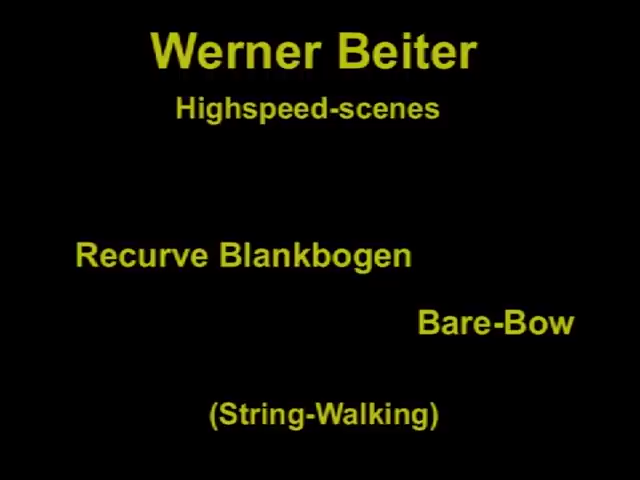 Werner Beiter
Highspeed-scenes
Recurve Blankbogen
Bare-Bow
(String-Walking)